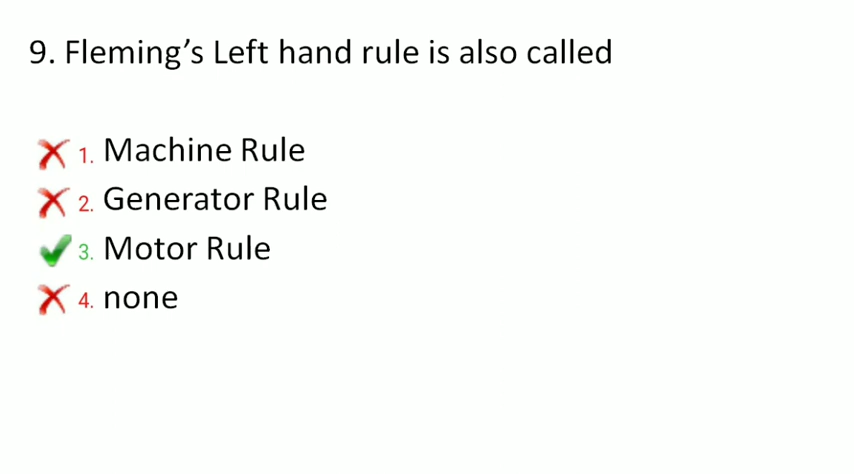 9. Fleming’s Left hand rule is also called
1. Machine Rule
2. Generator Rule
3. Motor Rule
4. none